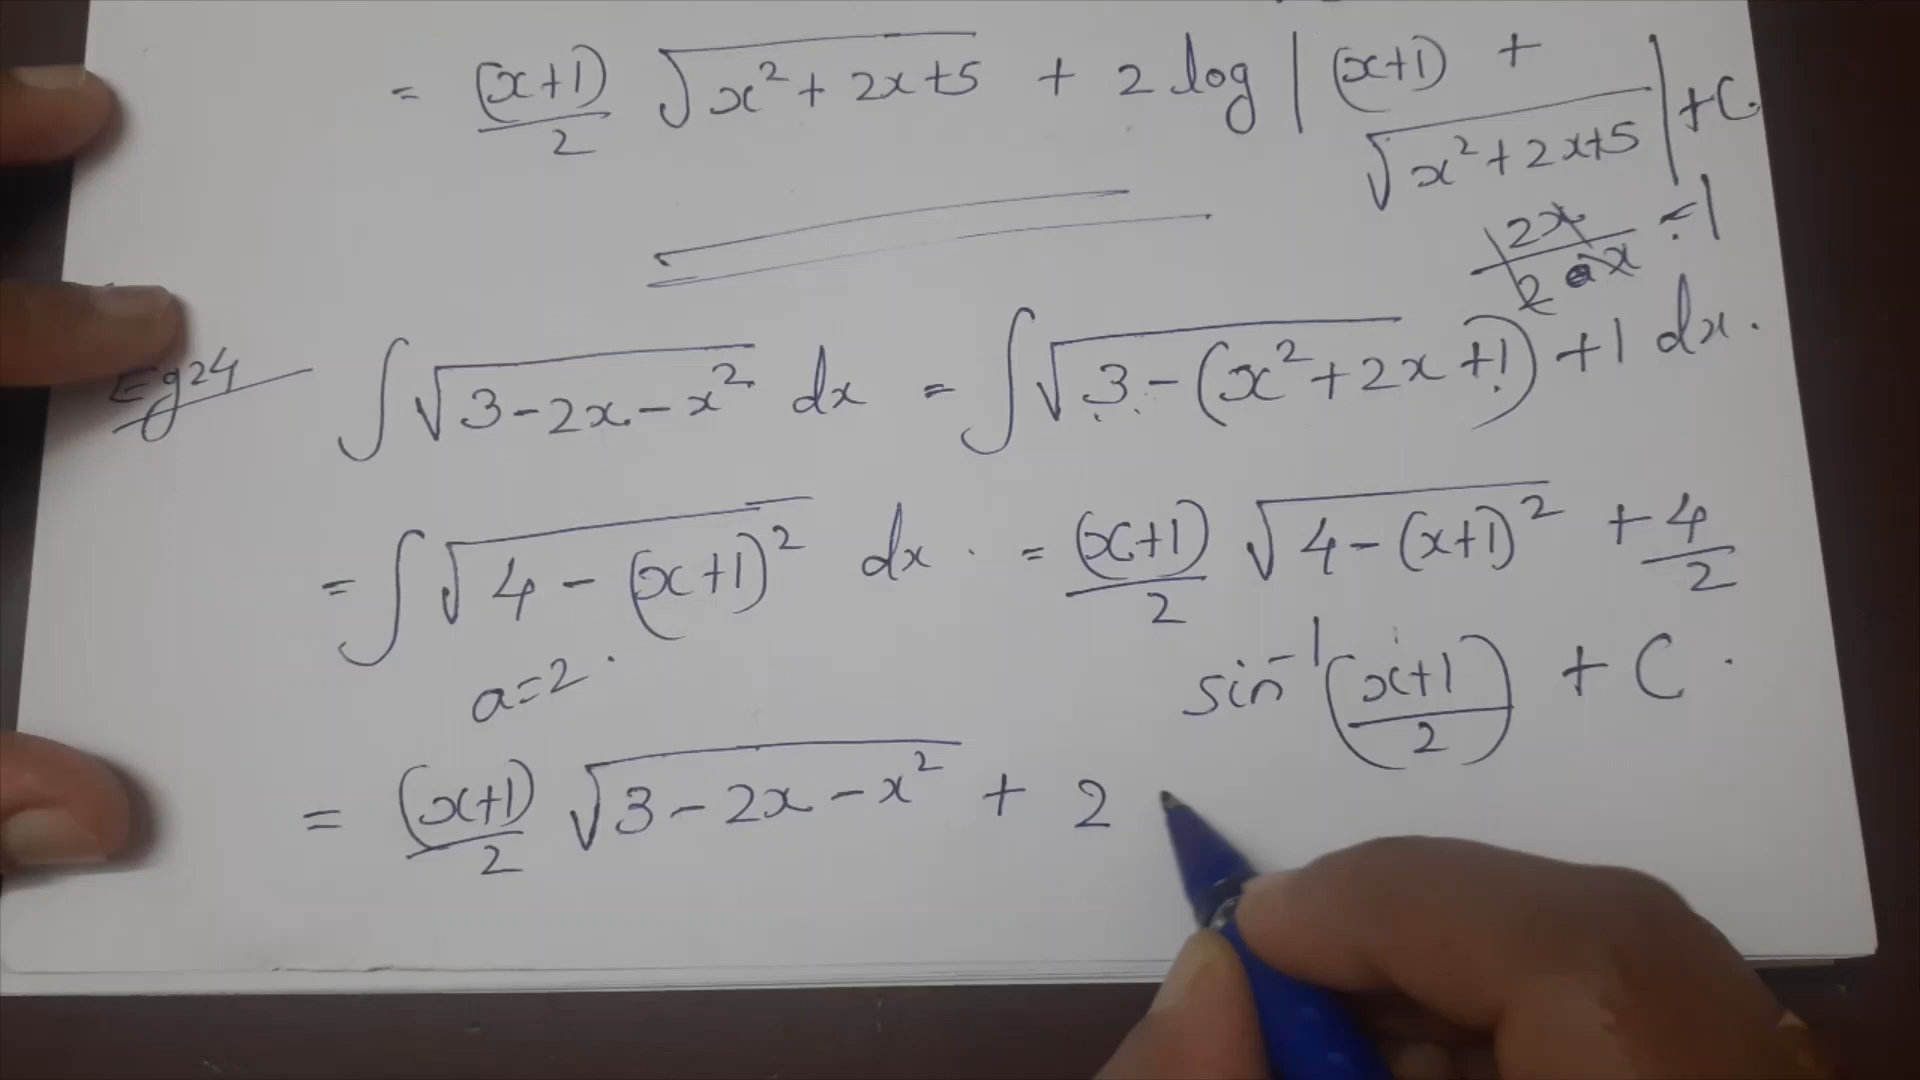 = (x+1)/2 √(x² + 2x+5) + 2 log | (x+1) +
√(x² + 2x+5) | + C.
2x/2x = 1
Eg 24 ∫ √(3-2x-x²) dx = ∫ √(3 - (x² + 2x +1) +1) dx.
= ∫ √(4 - (x+1)²) dx . = (x+1)/2 √(4 - (x+1)²) + 4/2
a=2 . sin⁻¹ ((x+1)/2) + C .
= (x+1)/2 √(3 - 2x - x²) + 2